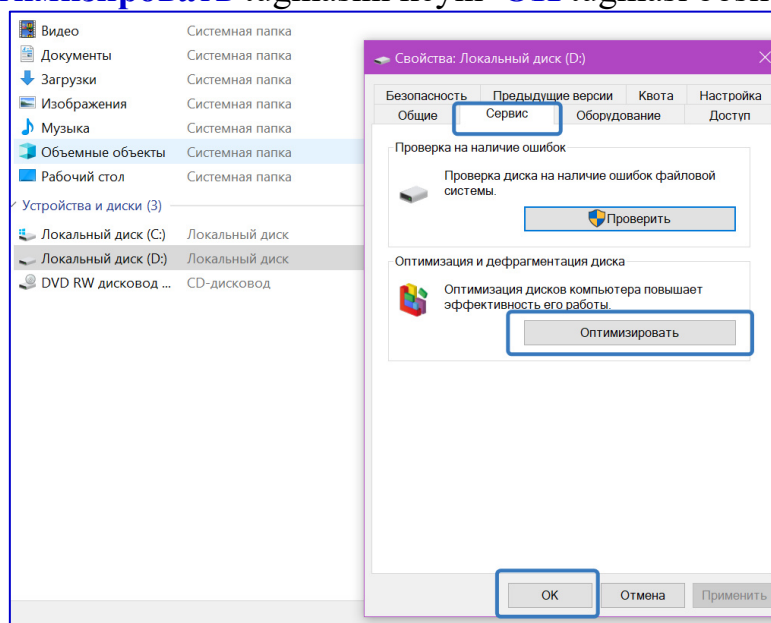 tugmasini keyin OK tugmasi
Видео Системная папка
Документы Системная папка
Загрузки Системная папка
Изображения Системная папка
Музыка Системная папка
Объемные объекты Системная папка
Рабочий стол Системная папка
Устройства и диски (3)
Локальный диск (C:) Локальный диск
Локальный диск (D:) Локальный диск
DVD RW дисковод ... CD-дисковод
Свойства: Локальный диск (D:)
Безопасность Предыдущие версии Квота Настройка
Общие Сервис Оборудование Доступ
Проверка на наличие ошибок
Проверка диска на наличие ошибок файловой
системы.
Проверить
Оптимизация и дефрагментация диска
Оптимизация дисков компьютера повышает
эффективность его работы.
Оптимизировать
OK Отмена Применить